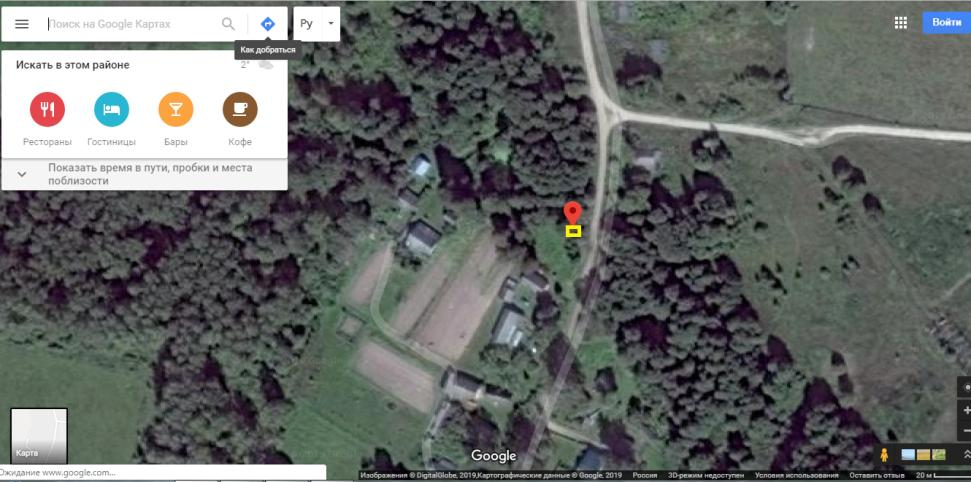 Поиск на Google Картах
Ру
Войти
Как добраться
Искать в этом районе
2°
Рестораны
Гостиницы
Бары
Кофе
Показать время в пути, пробки и места
поблизости
Карта
Google
Ожидание www.google.com...
Изображения © DigitalGlobe, 2019,Картографические данные © Google, 2019 Россия 3D-режим недоступен Условия использования Оставить отзыв 20 м